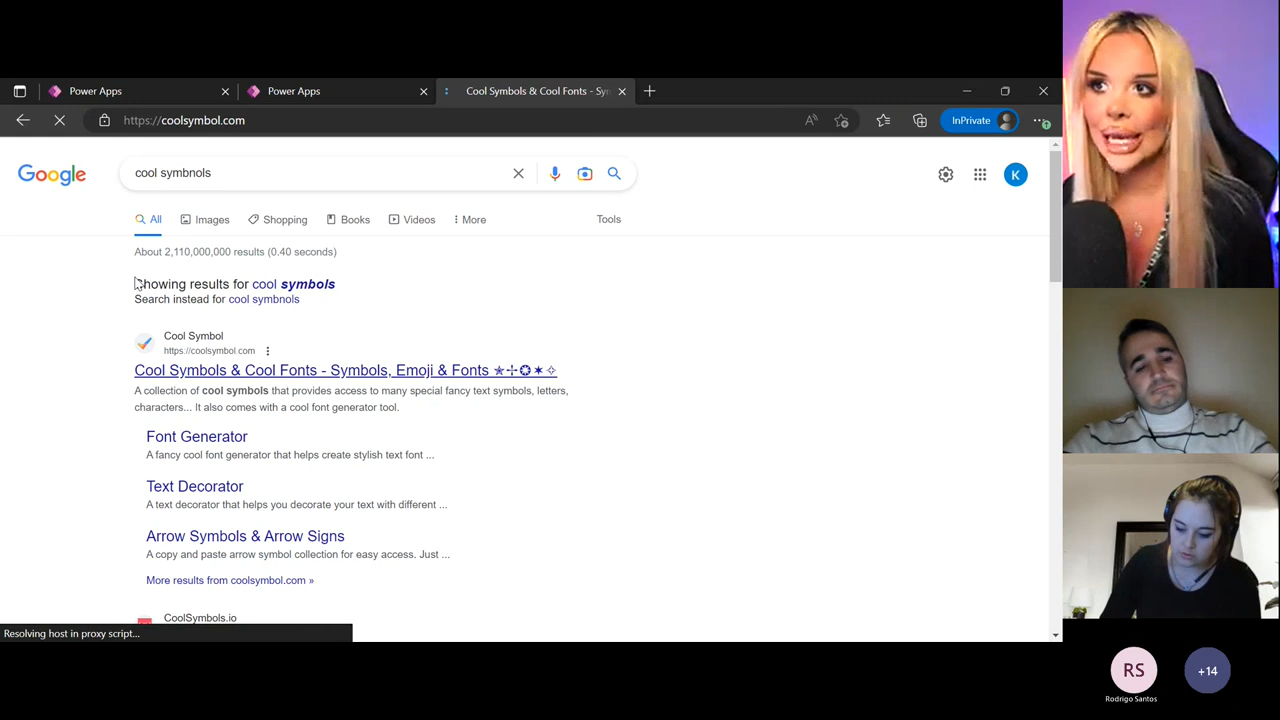 Power Apps
Power Apps
Cool Symbols & Cool Fonts - Syn
https://coolsymbol.com
InPrivate
Google
cool symbnols
K
All
Images
Shopping
Books
Videos
More
Tools
About 2,110,000,000 results (0.40 seconds)
Showing results for cool symbols
Search instead for cool symbnols
Cool Symbol
https://coolsymbol.com
Cool Symbols & Cool Fonts - Symbols, Emoji & Fonts ✯✢❂✶✧
A collection of cool symbols that provides access to many special fancy text symbols, letters,
characters... It also comes with a cool font generator tool.
Font Generator
A fancy cool font generator that helps create stylish text font ...
Text Decorator
A text decorator that helps you decorate your text with different ...
Arrow Symbols & Arrow Signs
A copy and paste arrow symbol collection for easy access. Just ...
More results from coolsymbol.com »
CoolSymbols.io
Resolving host in proxy script...
RS
+14
Rodrigo Santos